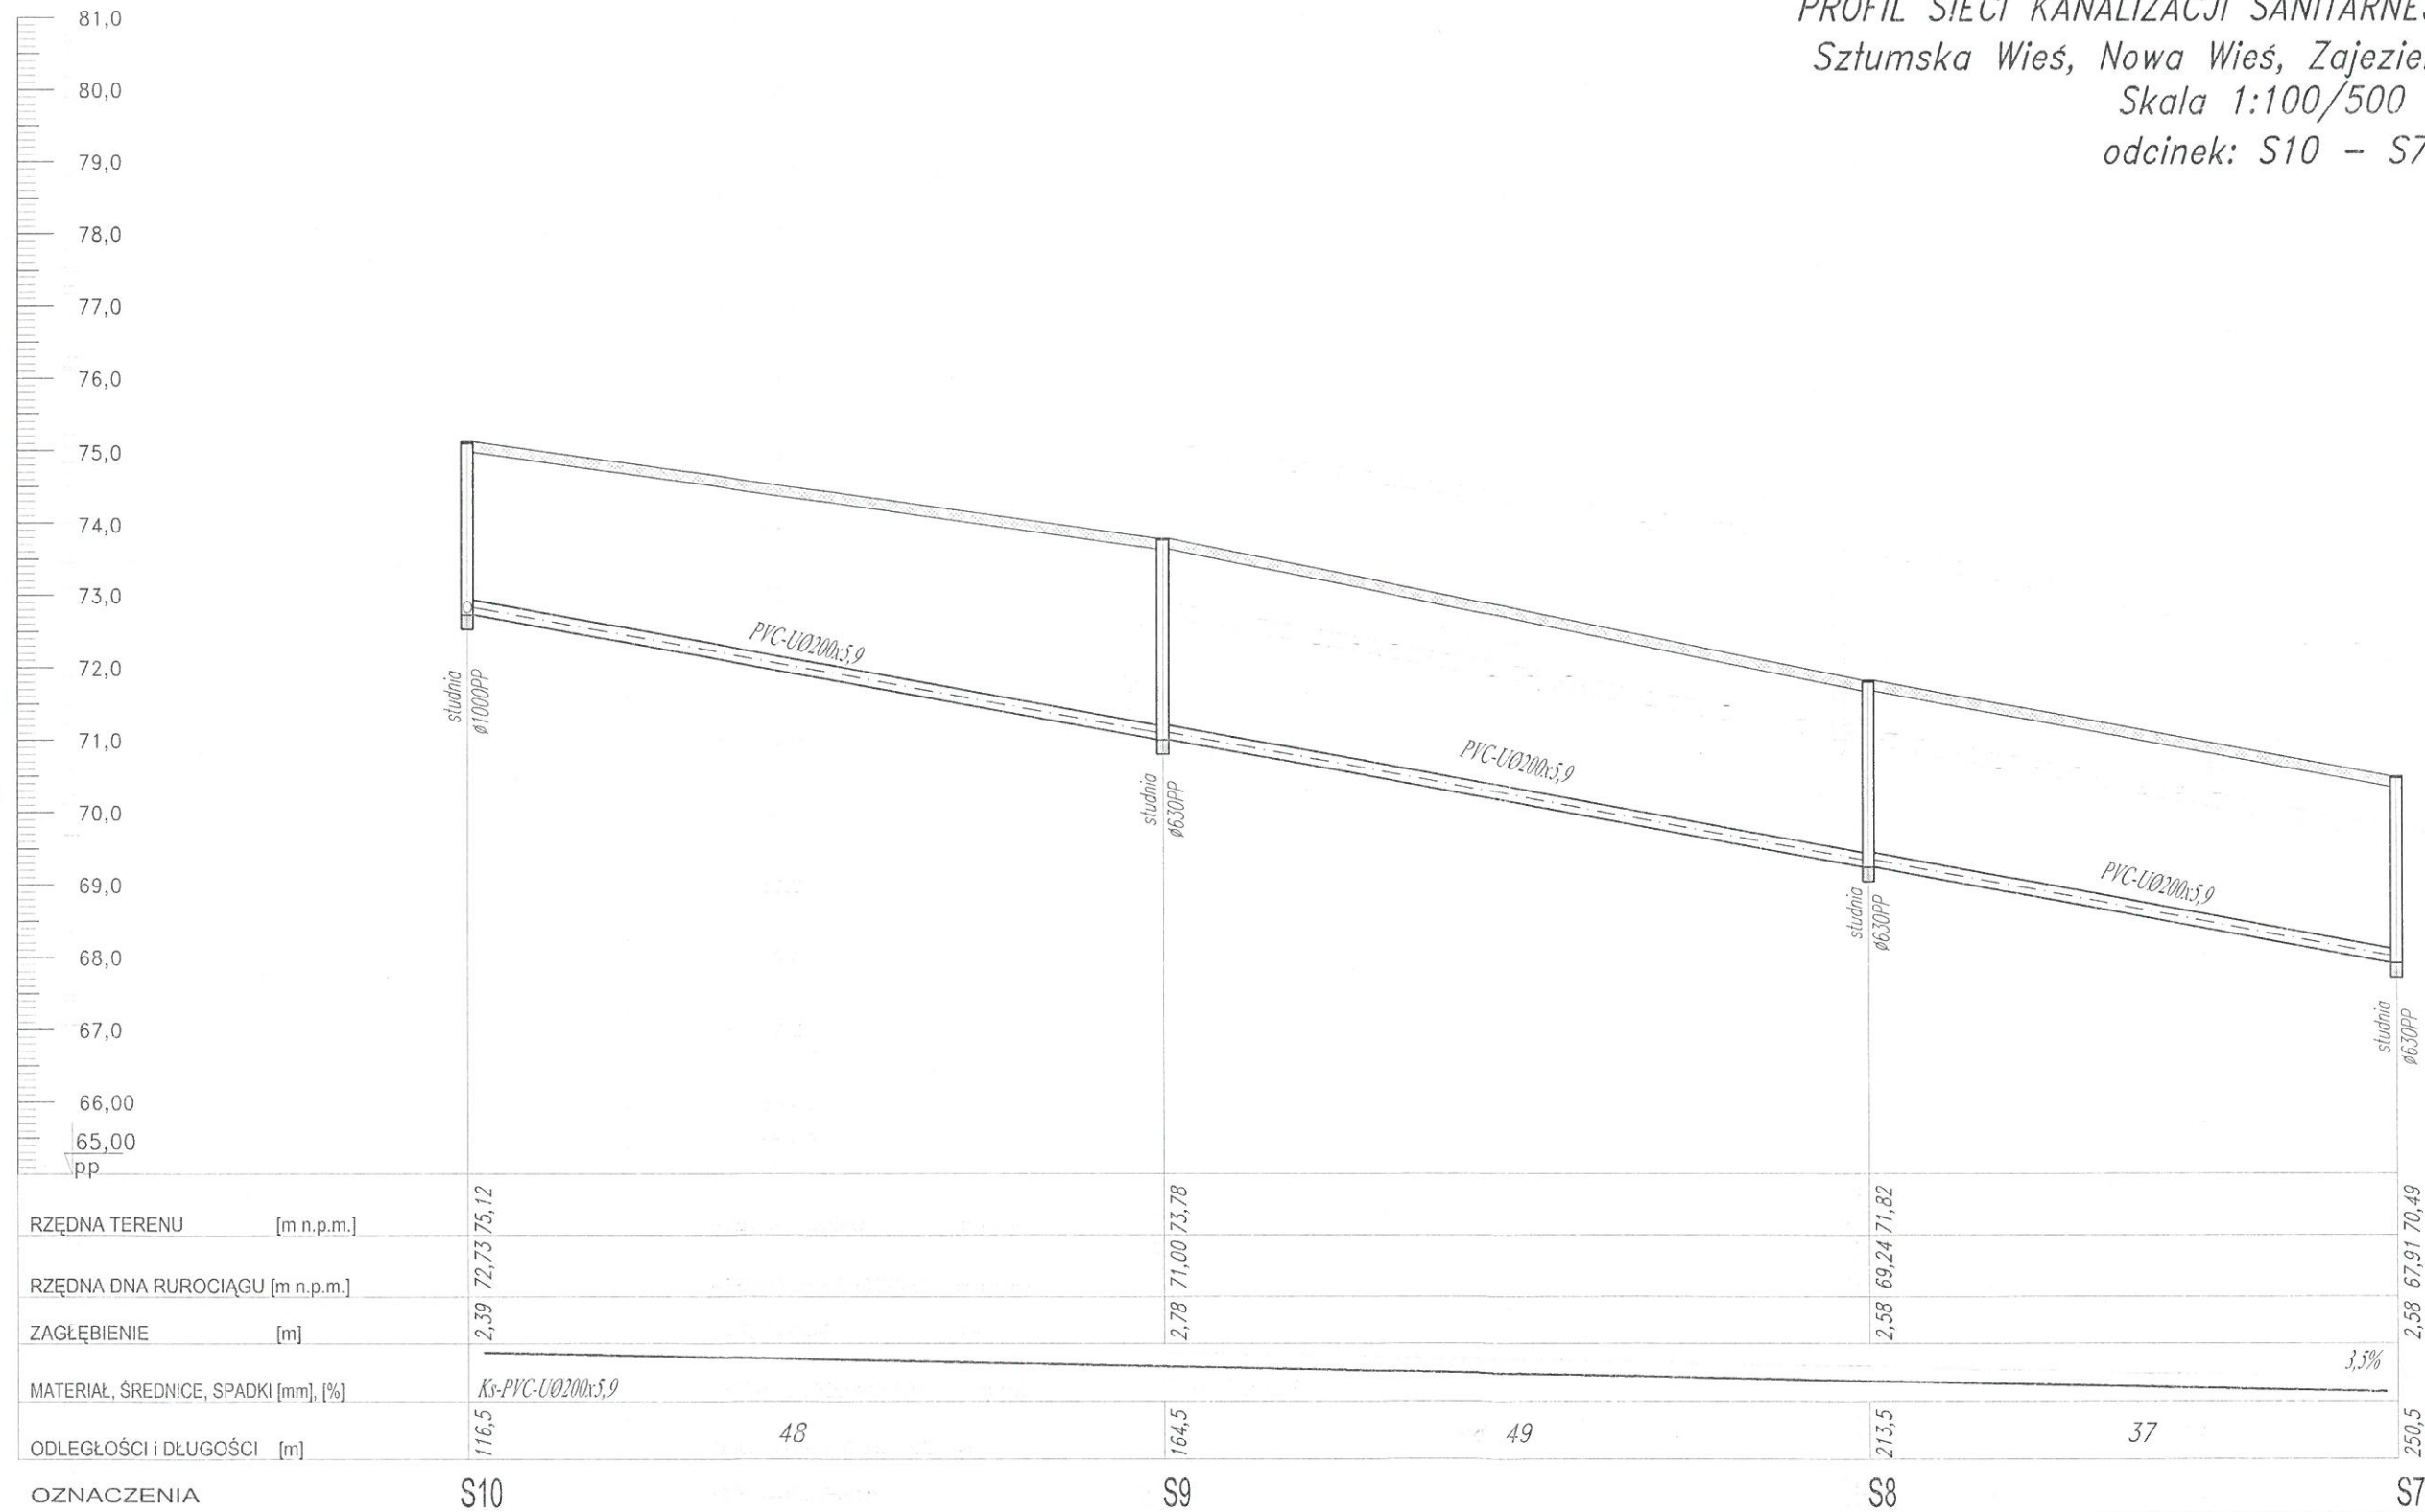 PROFIL SIECI KANALIZACJI SANITARNEJ
Sztumska Wieś, Nowa Wieś,
Skala 1:100/500
odcinek: S10 – S7
81,0
80,0
79,0
78,0
77,0
76,0
75,0
74,0
73,0
72,0
71,0
70,0
69,0
68,0
67,0
66,00
65,00
pp
PVC-UØ200x5,9
PVC-UØ200x5,9
PVC-UØ200x5,9
studnia
ø1000PP
studnia
ø630PP
studnia
ø630PP
studnia
ø630PP
RZĘDNA TERENU [m n.p.m.] 75,12 73,78 71,82 70,49
RZĘDNA DNA RUROCIĄGU [m n.p.m.] 72,73 71,00 69,24 67,91
ZAGŁĘBIENIE [m] 2,39 2,78 2,58 2,58
3,5%
MATERIAŁ, ŚREDNICE, SPADKI [mm], [%] Ks-PVC-UØ200x5,9
ODLEGŁOŚCI i DŁUGOŚCI [m] 116,5 48 164,5 49 213,5 37 250,5
OZNACZENIA S10 S9 S8 S7